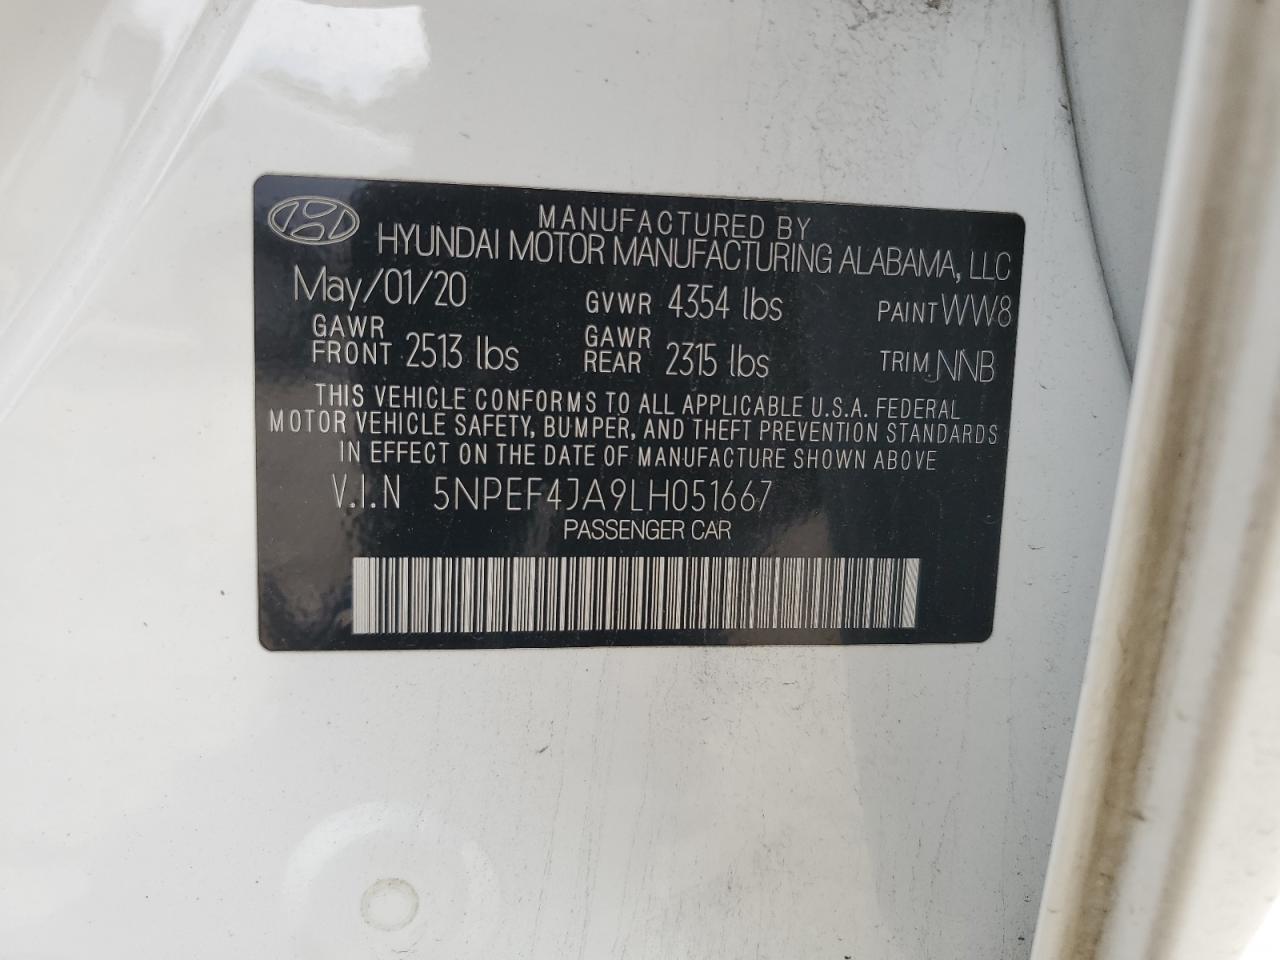 MANUFACTURED BY
HYUNDAI MOTOR MANUFACTURING ALABAMA, LLC
May/01/20 GVWR 4354 lbs PAINT WW8
GAWR FRONT 2513 lbs GAWR REAR 2315 lbs TRIM NNB
THIS VEHICLE CONFORMS TO ALL APPLICABLE U.S.A. FEDERAL
MOTOR VEHICLE SAFETY, BUMPER, AND THEFT PREVENTION STANDARDS
IN EFFECT ON THE DATE OF MANUFACTURE SHOWN ABOVE
V.I.N 5NPEF4JA9LH051667
PASSENGER CAR